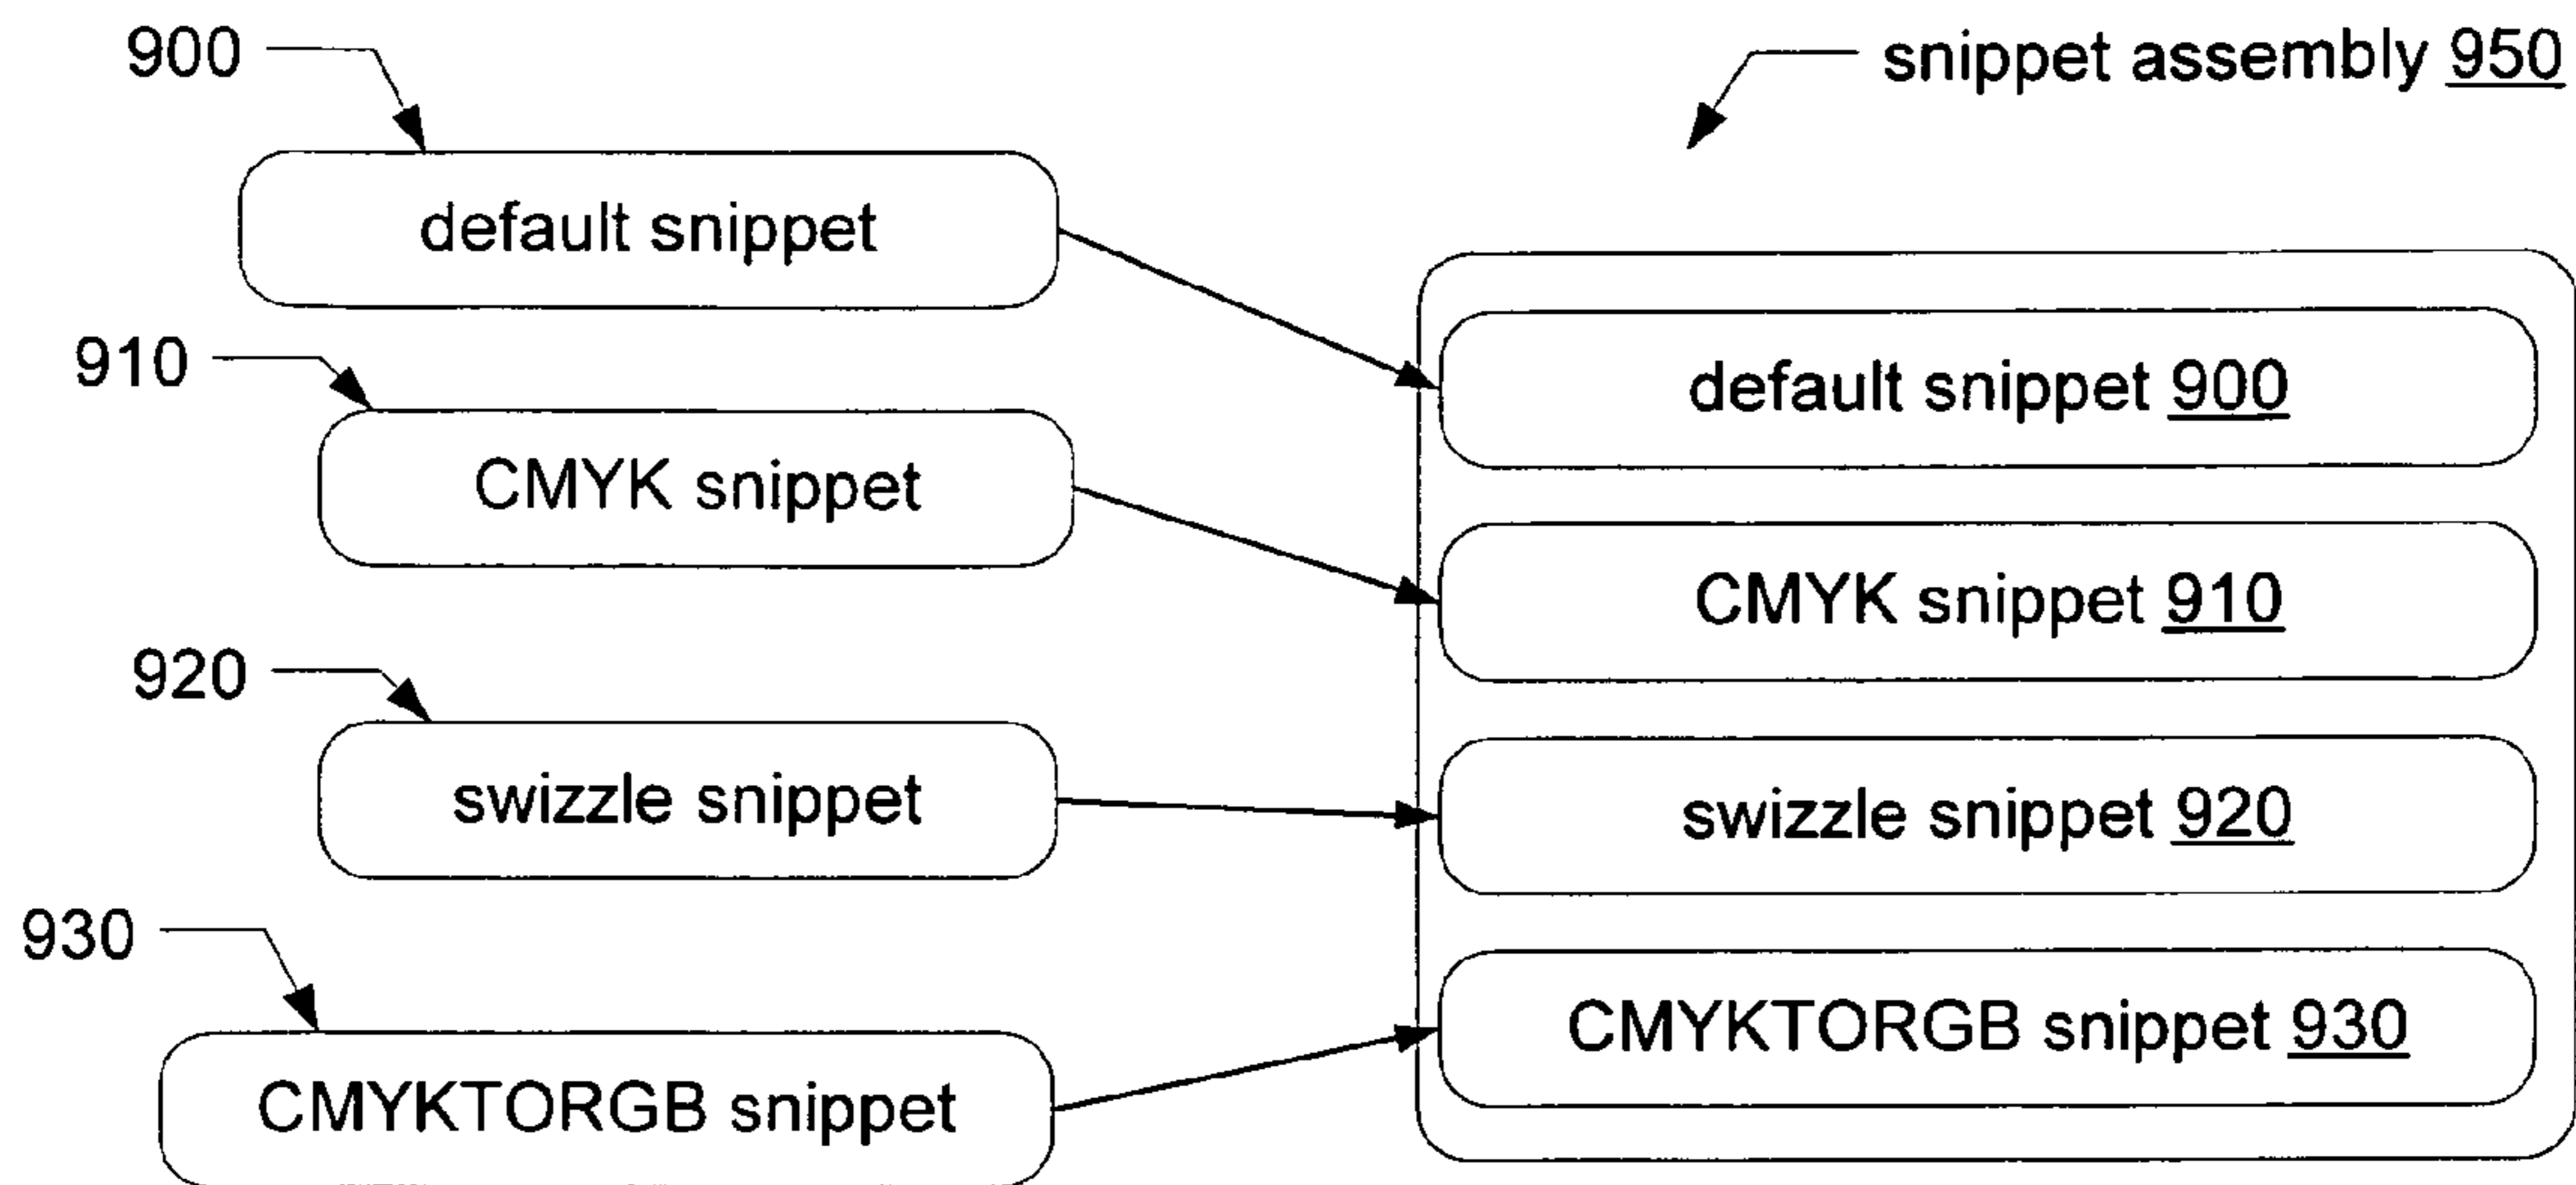 900
snippet assembly 950
default snippet
910
default snippet 900
CMYK snippet
CMYK snippet 910
920
swizzle snippet
swizzle snippet 920
930
CMYKTORGB snippet 930
CMYKTORGB snippet